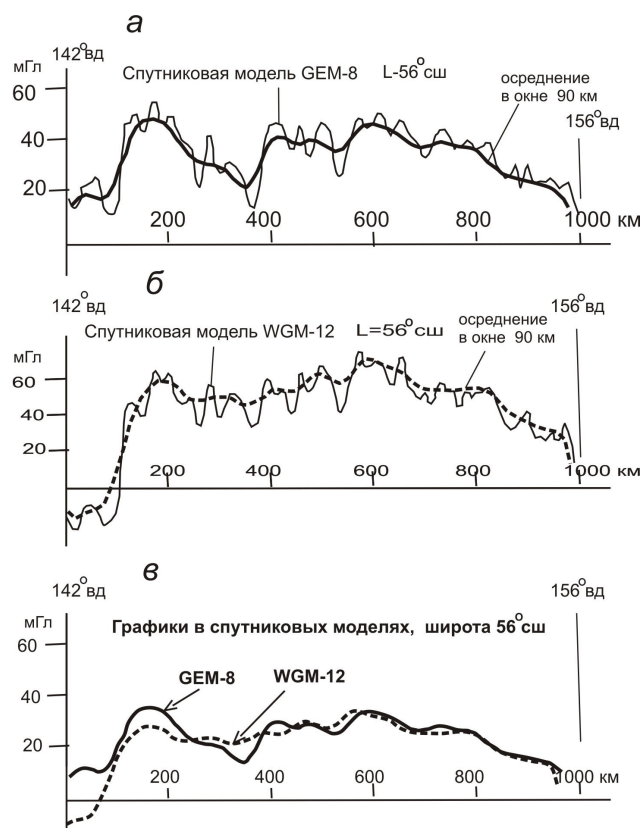 а
142°вд
мГл
Спутниковая модель GEM-8 L-56°сш
осреднение
в окне 90 км
156°вд
60
40
20
200 400 600 800 1000 км
б
142°вд
156°вд
Спутниковая модель WGM-12 L=56°сш
осреднение
в окне 90 км
мГл
60
40
20
200 400 600 800 1000 км
в
142°вд
156°вд
мГл
Графики в спутниковых моделях, широта 56°сш
60
GEM-8 WGM-12
40
20
200 400 600 800 1000 км